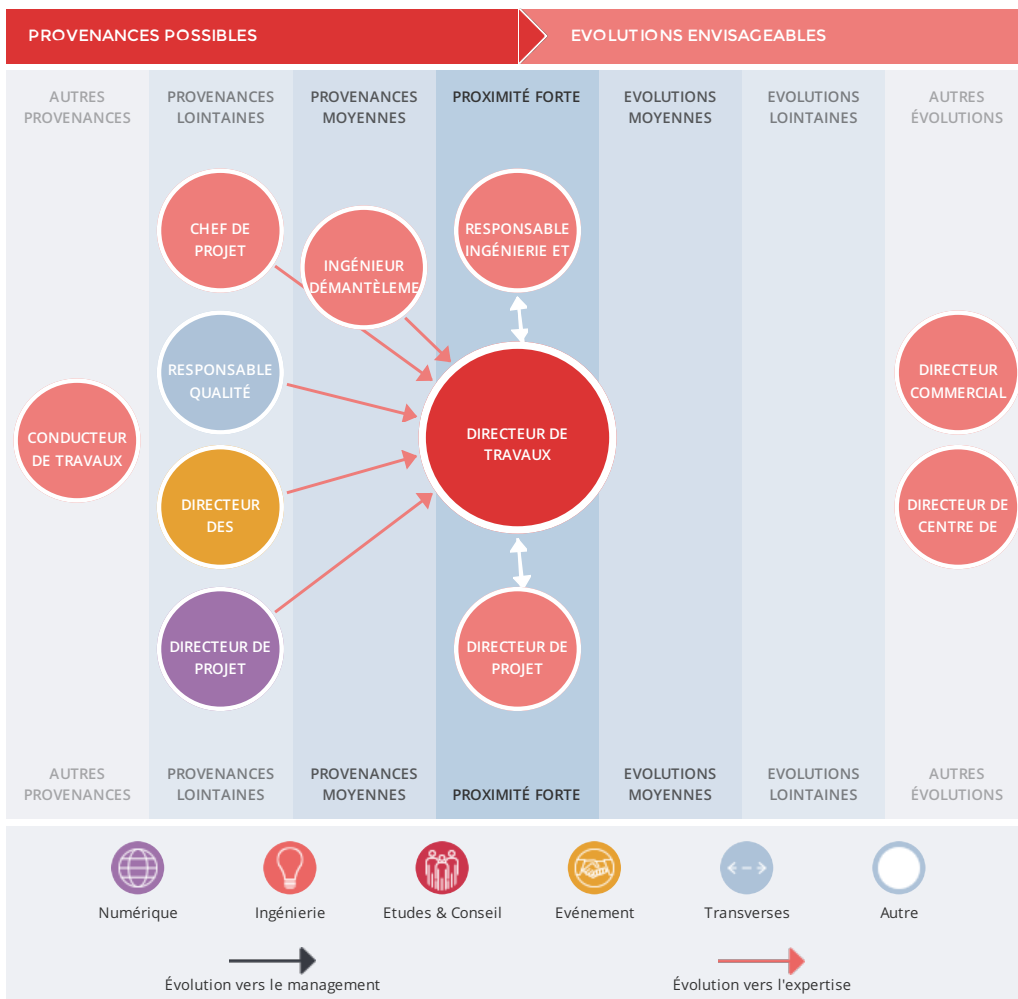 PROVENANCES POSSIBLES
EVOLUTIONS ENVISAGEABLES
AUTRES
PROVENANCES
PROVENANCES
LOINTAINES
PROVENANCES
MOYENNES
PROXIMITÉ FORTE
EVOLUTIONS
MOYENNES
EVOLUTIONS
LOINTAINES
AUTRES
ÉVOLUTIONS
CONDUCTEUR
DE TRAVAUX
CHEF DE
PROJET
RESPONSABLE
QUALITÉ
DIRECTEUR
DES
DIRECTEUR DE
PROJET
INGÉNIEUR
DÉMANTÈLEME
RESPONSABLE
INGÉNIERIE ET
DIRECTEUR DE
TRAVAUX
DIRECTEUR DE
PROJET
DIRECTEUR
COMMERCIAL
DIRECTEUR DE
CENTRE DE
AUTRES
PROVENANCES
PROVENANCES
LOINTAINES
PROVENANCES
MOYENNES
PROXIMITÉ FORTE
EVOLUTIONS
MOYENNES
EVOLUTIONS
LOINTAINES
AUTRES
ÉVOLUTIONS
Numérique
Ingénierie
Etudes & Conseil
Evénement
Transverses
Autre
Évolution vers le management
Évolution vers l'expertise